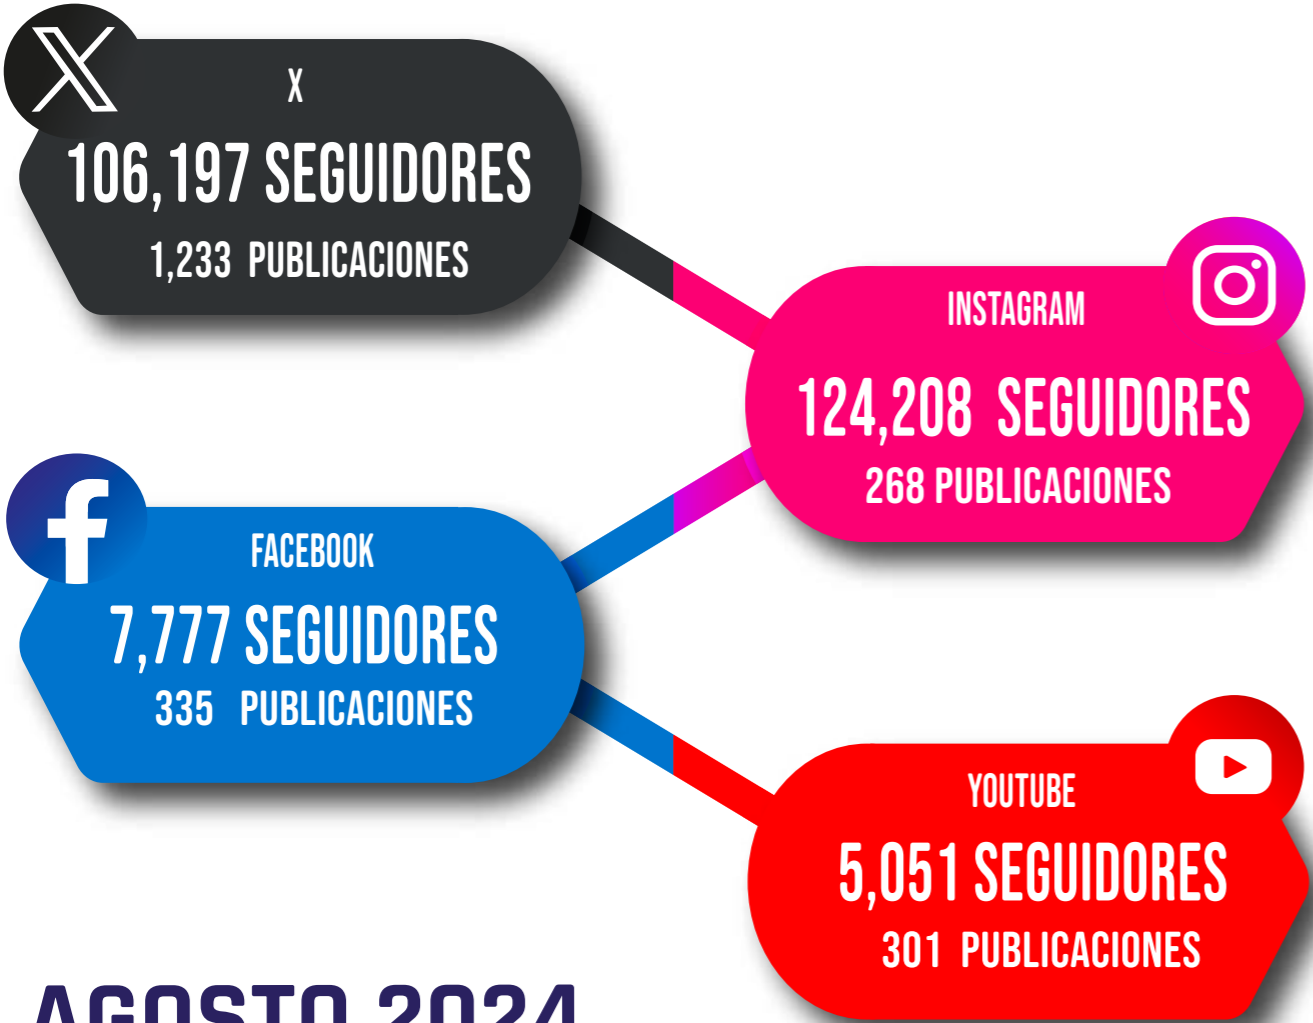 X
106,197 SEGUIDORES
1,233 PUBLICACIONES
INSTAGRAM
124,208 SEGUIDORES
268 PUBLICACIONES
FACEBOOK
7,777 SEGUIDORES
335 PUBLICACIONES
YOUTUBE
5,051 SEGUIDORES
301 PUBLICACIONES
AGOSTO 2024